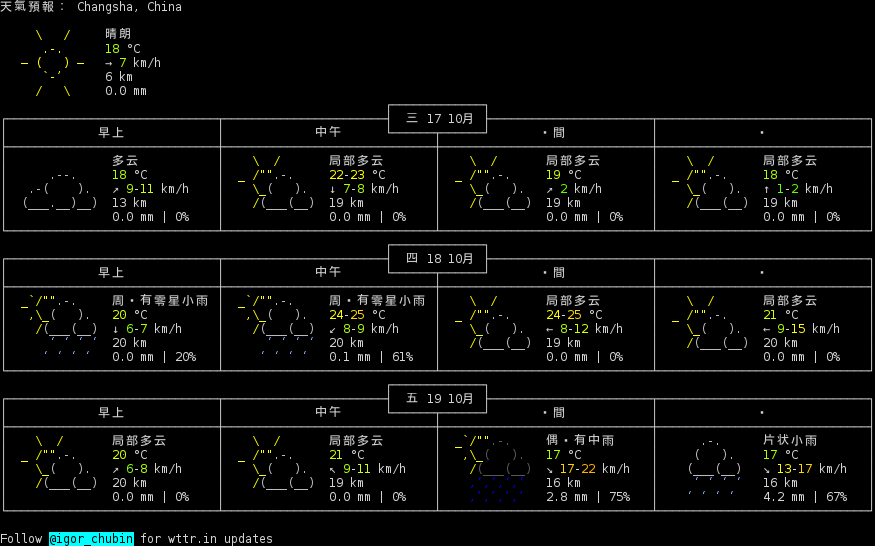 天氣預報： Changsha, China
晴朗
18 °C
→ 7 km/h
6 km
0.0 mm
三 17 10月
早上 中午 ・間 ・
多云 局部多云 局部多云 局部多云
18 °C 22-23 °C 19 °C 18 °C
↗ 9-11 km/h ↓ 7-8 km/h ↗ 2 km/h ↑ 1-2 km/h
13 km 19 km 19 km 19 km
0.0 mm | 0% 0.0 mm | 0% 0.0 mm | 0% 0.0 mm | 0%
四 18 10月
早上 中午 ・間 ・
周・有零星小雨 周・有零星小雨 局部多云 局部多云
20 °C 24-25 °C 24-25 °C 21 °C
↓ 6-7 km/h ↙ 8-9 km/h ← 8-12 km/h ← 9-15 km/h
20 km 20 km 19 km 20 km
0.0 mm | 20% 0.1 mm | 61% 0.0 mm | 0% 0.0 mm | 0%
五 19 10月
早上 中午 ・間 ・
局部多云 局部多云 偶・有中雨 片状小雨
20 °C 21 °C 17 °C 17 °C
↗ 6-8 km/h ↖ 9-11 km/h ↘ 17-22 km/h ↘ 13-17 km/h
20 km 19 km 16 km 16 km
0.0 mm | 0% 0.0 mm | 0% 2.8 mm | 75% 4.2 mm | 67%
Follow @igor_chubin for wttr.in updates